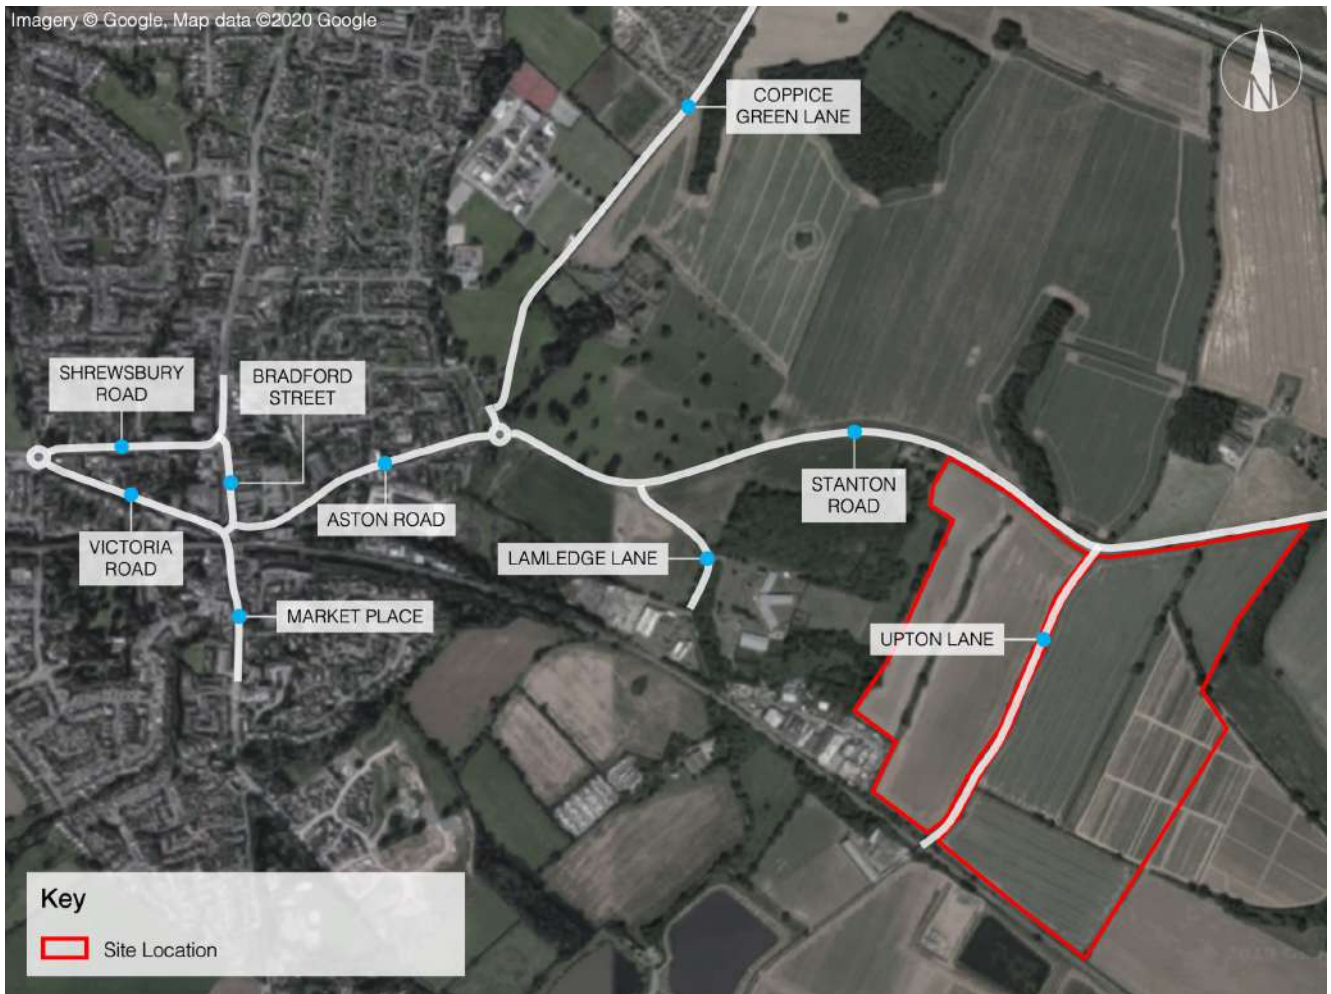 Imagery © Google, Map data ©2020 Google
N
COPPICE
GREEN LANE
SHREWSBURY
ROAD
BRADFORD
STREET
STANTON
ROAD
ASTON ROAD
VICTORIA
ROAD
LAMLEDGE LANE
MARKET PLACE
UPTON LANE
Key
Site Location